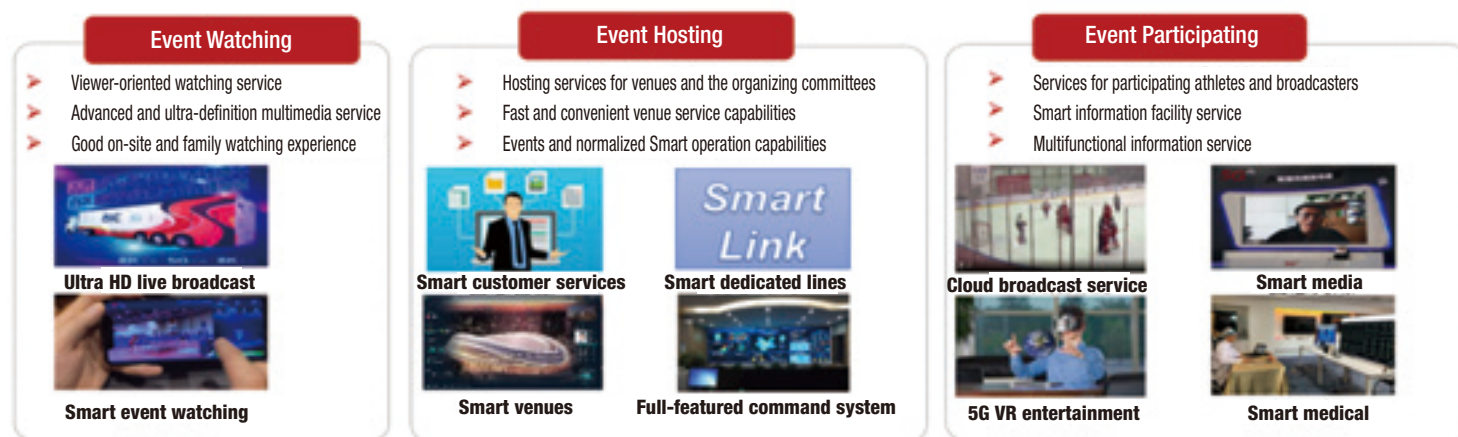 Event Watching
Viewer-oriented watching service
Advanced and ultra-definition multimedia service
Good on-site and family watching experience
Ultra HD live broadcast
Smart event watching
Event Hosting
Hosting services for venues and the organizing committees
Fast and convenient venue service capabilities
Events and normalized Smart operation capabilities
Smart
Link
Smart customer services
Smart dedicated lines
Smart venues
Full-featured command system
Event Participating
Services for participating athletes and broadcasters
Smart information facility service
Multifunctional information service
Cloud broadcast service
Smart media
5G VR entertainment
Smart medical